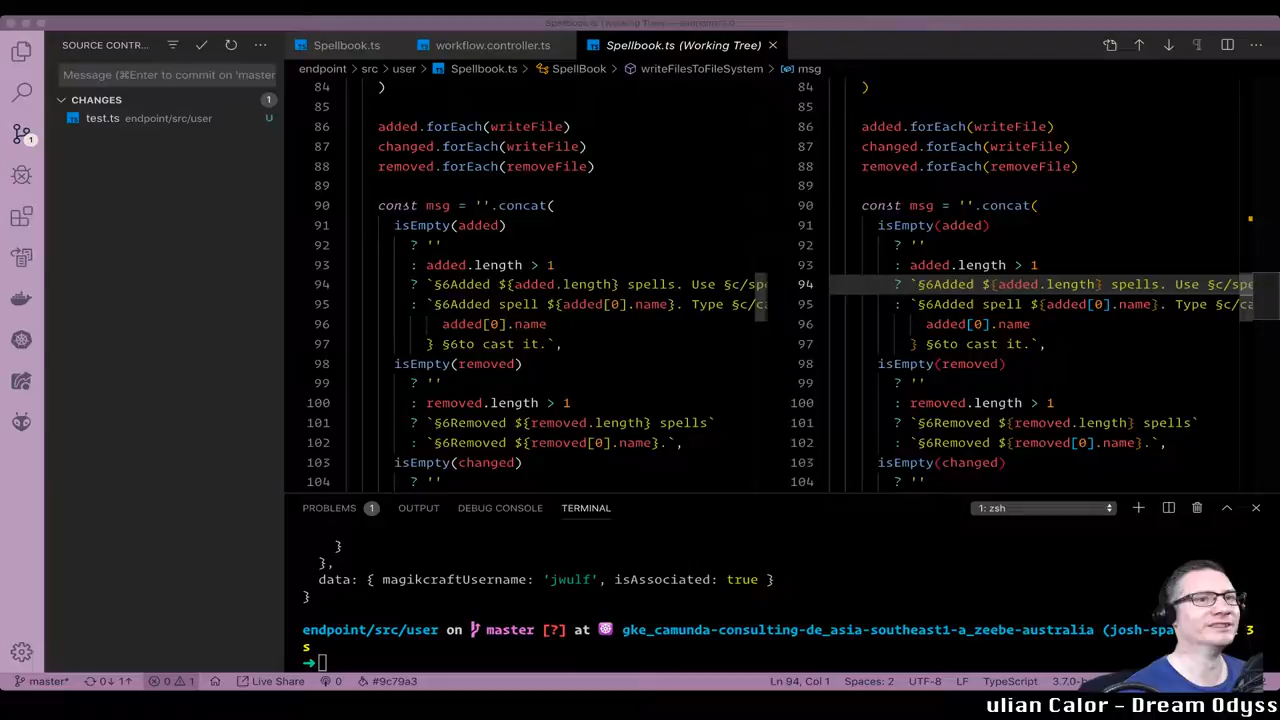 SOURCE CONTR...
Message (⌘Enter to commit on 'master
CHANGES 1
test.ts endpoint/src/user U
1
Spellbook.ts workflow.controller.ts Spellbook.ts (Working Tree)
endpoint › src › user › Spellbook.ts › SpellBook › writeFilesToFileSystem › msg
84 )
85
86 added.forEach(writeFile)
87 changed.forEach(writeFile)
88 removed.forEach(removeFile)
89
90 const msg = ''.concat(
91 isEmpty(added)
92 ? ''
93 : added.length > 1
94 ? `§6Added ${added.length} spells. Use §c/spe
95 : `§6Added spell ${added[0].name}. Type §c/ca
96 added[0].name
97 } §6to cast it.`,
98 isEmpty(removed)
99 ? ''
100 : removed.length > 1
101 ? `§6Removed ${removed.length} spells`
102 : `§6Removed ${removed[0].name}.`,
103 isEmpty(changed)
104 ? ''
84 )
85
86 added.forEach(writeFile)
87 changed.forEach(writeFile)
88 removed.forEach(removeFile)
89
90 const msg = ''.concat(
91 isEmpty(added)
92 ? ''
93 : added.length > 1
94 ? `§6Added ${added.length} spells. Use §c/spe
95 : `§6Added spell ${added[0].name}. Type §c/ca
96 added[0].name
97 } §6to cast it.`,
98 isEmpty(removed)
99 ? ''
100 : removed.length > 1
101 ? `§6Removed ${removed.length} spells`
102 : `§6Removed ${removed[0].name}.`,
103 isEmpty(changed)
104 ? ''
PROBLEMS 1 OUTPUT DEBUG CONSOLE TERMINAL 1: zsh
}
},
data: { magikcraftUsername: 'jwulf', isAssociated: true }
}
endpoint/src/user on master [?] at gke_camunda-consulting-de_asia-southeast1-a_zeebe-australia (josh-spa 3
s
➜
master* 0↓ 1↑ 0 1 Live Share 0 #9c79a3 Ln 94, Col 1 Spaces: 2 UTF-8 LF TypeScript 3.7.0-
ulian Calor - Dream Odyss